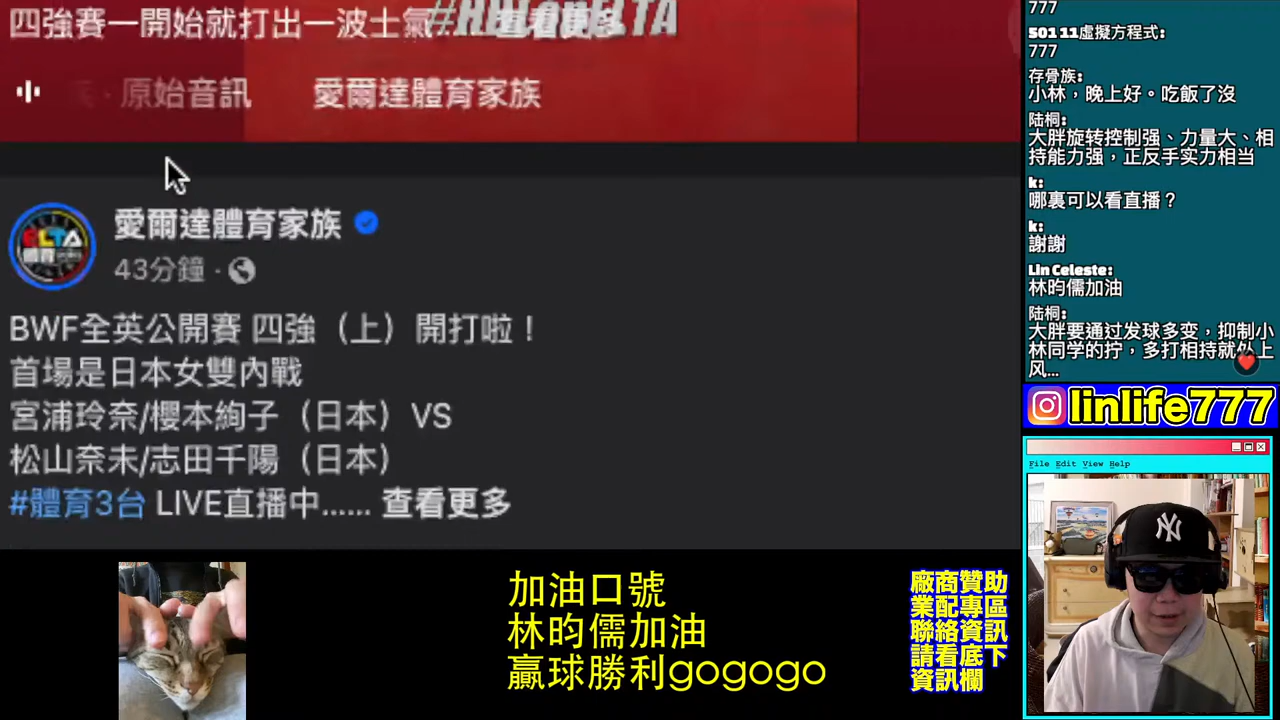 四強賽一開始就打出一波士氣
#HBLonELTA
原始音訊
愛爾達體育家族
ELTA
體育
愛爾達體育家族
43分鐘 ·
BWF全英公開賽 四強（上）開打啦！
首場是日本女雙內戰
宮浦玲奈/櫻本絢子（日本）VS
松山奈未/志田千陽（日本）
#體育3台 LIVE直播中...... 查看更多
加油口號
林昀儒加油
贏球勝利gogogo
廠商贊助
業配專區
聯絡資訊
請看底下
資訊欄
777
S01 11虛擬方程式:
777
存骨族:
小林，晚上好。吃飯了沒
陆桐:
大胖旋转控制强、力量大、相
持能力强，正反手实力相当
k:
哪裏可以看直播？
k:
謝謝
Lin Celeste:
林昀儒加油
陆桐:
大胖要通过发球多变，抑制小
林同学的拧，多打相持就似上
风...
linlife777
File Edit View Help
NY